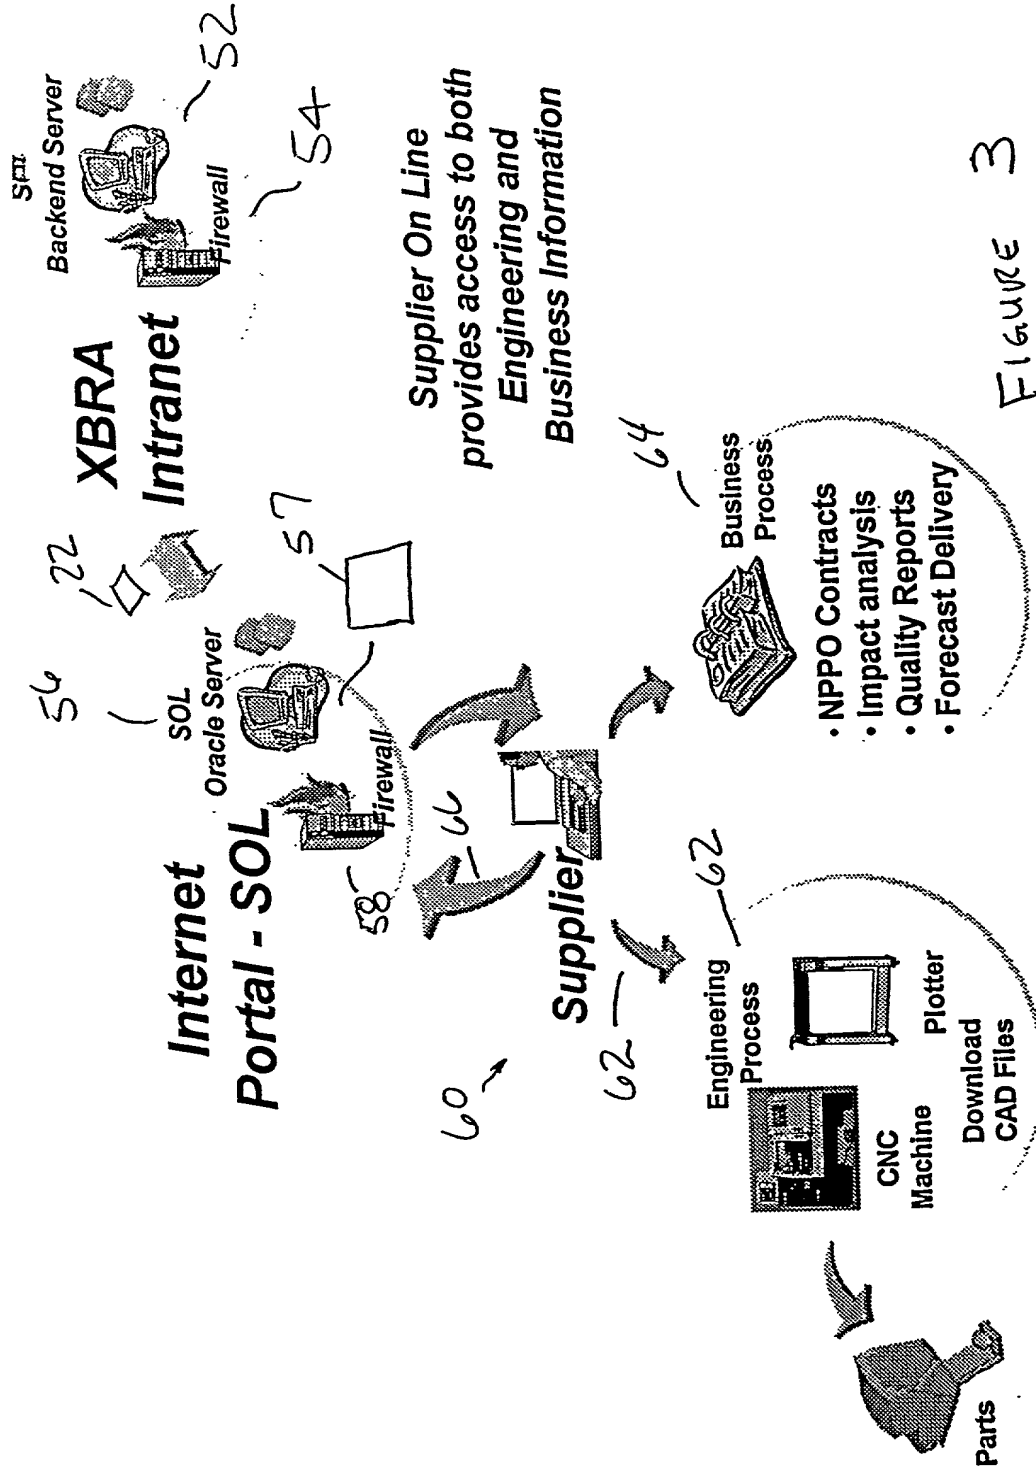 56
22
Internet
Portal - SOL
SOL
Oracle Server
Firewall
58
57
XBRA
Intranet
Backend Server
Firewall
52
54
60
66
Supplier
62
Supplier On Line
provides access to both
Engineering and
Business Information
Engineering
Process
62
CNC
Machine
Plotter
Download
CAD Files
Parts
64
Business
Process
• NPPO Contracts
• Impact analysis
• Quality Reports
• Forecast Delivery
FIGURE 3